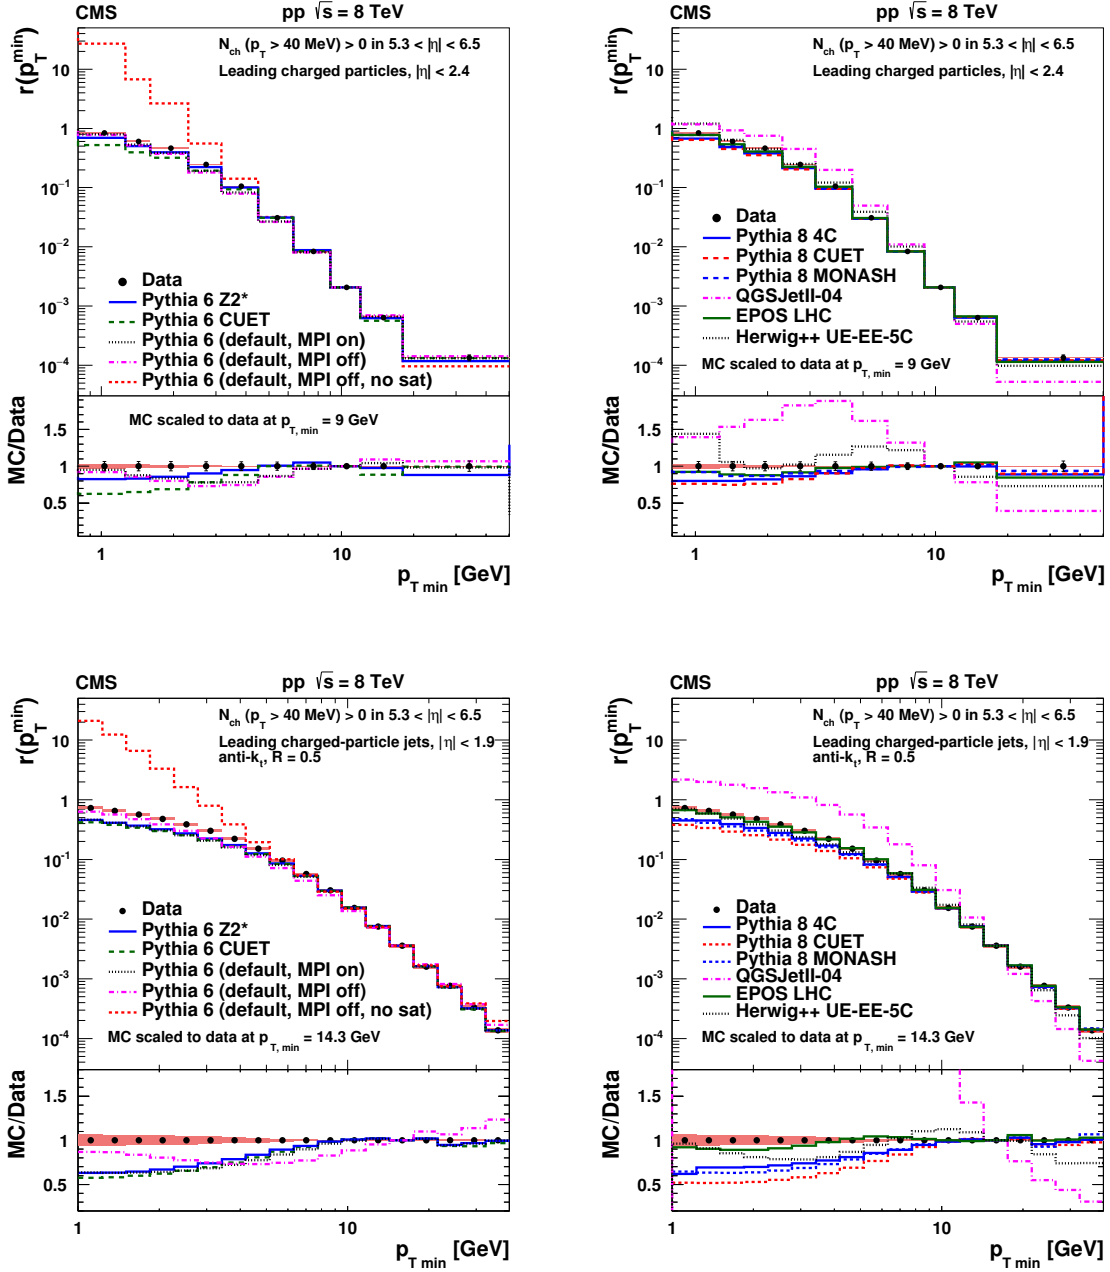 CMS pp √s = 8 TeV
r(p_T^min)
N_ch (p_T > 40 MeV) > 0 in 5.3 < |η| < 6.5
Leading charged particles, |η| < 2.4
10
1
10⁻¹
10⁻²
10⁻³
10⁻⁴
Data
Pythia 6 Z2*
Pythia 6 CUET
Pythia 6 (default, MPI on)
Pythia 6 (default, MPI off)
Pythia 6 (default, MPI off, no sat)
MC/Data
MC scaled to data at p_T, min = 9 GeV
1.5
1
0.5
1 10
p_T min [GeV]
CMS pp √s = 8 TeV
r(p_T^min)
N_ch (p_T > 40 MeV) > 0 in 5.3 < |η| < 6.5
Leading charged particles, |η| < 2.4
10
1
10⁻¹
10⁻²
10⁻³
10⁻⁴
Data
Pythia 8 4C
Pythia 8 CUET
Pythia 8 MONASH
QGSJetII-04
EPOS LHC
Herwig++ UE-EE-5C
MC scaled to data at p_T, min = 9 GeV
MC/Data
1.5
1
0.5
1 10
p_T min [GeV]
CMS pp √s = 8 TeV
r(p_T^min)
N_ch (p_T > 40 MeV) > 0 in 5.3 < |η| < 6.5
Leading charged-particle jets, |η| < 1.9
anti-k_t, R = 0.5
10
1
10⁻¹
10⁻²
10⁻³
10⁻⁴
Data
Pythia 6 Z2*
Pythia 6 CUET
Pythia 6 (default, MPI on)
Pythia 6 (default, MPI off)
Pythia 6 (default, MPI off, no sat)
MC scaled to data at p_T, min = 14.3 GeV
MC/Data
1.5
1
0.5
1 10
p_T min [GeV]
CMS pp √s = 8 TeV
r(p_T^min)
N_ch (p_T > 40 MeV) > 0 in 5.3 < |η| < 6.5
Leading charged-particle jets, |η| < 1.9
anti-k_t, R = 0.5
10
1
10⁻¹
10⁻²
10⁻³
10⁻⁴
Data
Pythia 8 4C
Pythia 8 CUET
Pythia 8 MONASH
QGSJetII-04
EPOS LHC
Herwig++ UE-EE-5C
MC scaled to data at p_T, min = 14.3 GeV
MC/Data
1.5
1
0.5
1 10
p_T min [GeV]